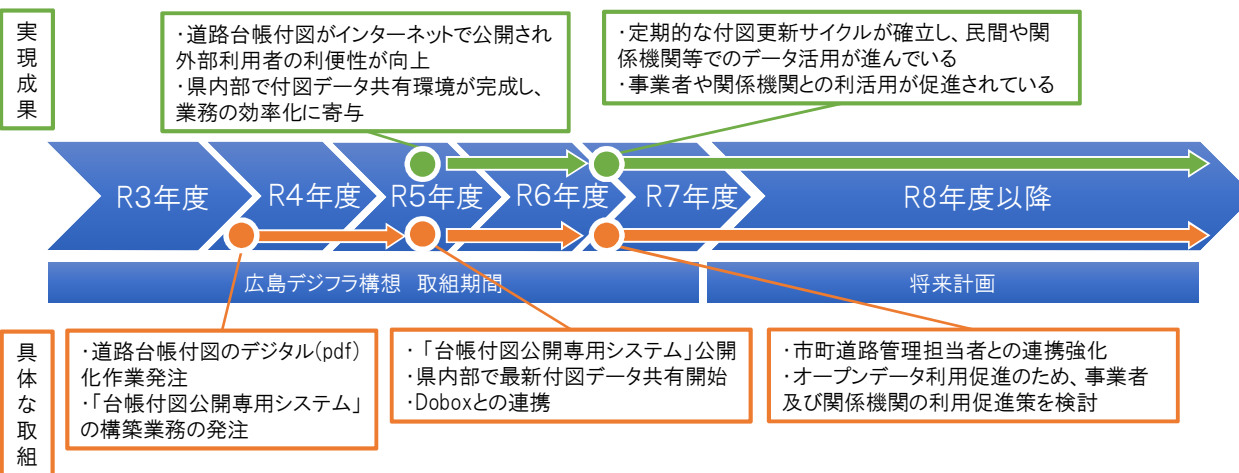 実現成果
・道路台帳付図がインターネットで公開され
外部利用者の利便性が向上
・県内部で付図データ共有環境が完成し、
業務の効率化に寄与
・定期的な付図更新サイクルが確立し、民間や関
係機関等でのデータ活用が進んでいる
・事業者や関係機関との利活用が促進されている
R3年度
R4年度
R5年度
R6年度
R7年度
R8年度以降
広島デジフラ構想 取組期間
将来計画
具体な取組
・道路台帳付図のデジタル(pdf)
化作業発注
・「台帳付図公開専用システム」
の構築業務の発注
・「台帳付図公開専用システム」公開
・県内部で最新付図データ共有開始
・Doboxとの連携
・市町道路管理担当者との連携強化
・オープンデータ利用促進のため、事業者
及び関係機関の利用促進策を検討